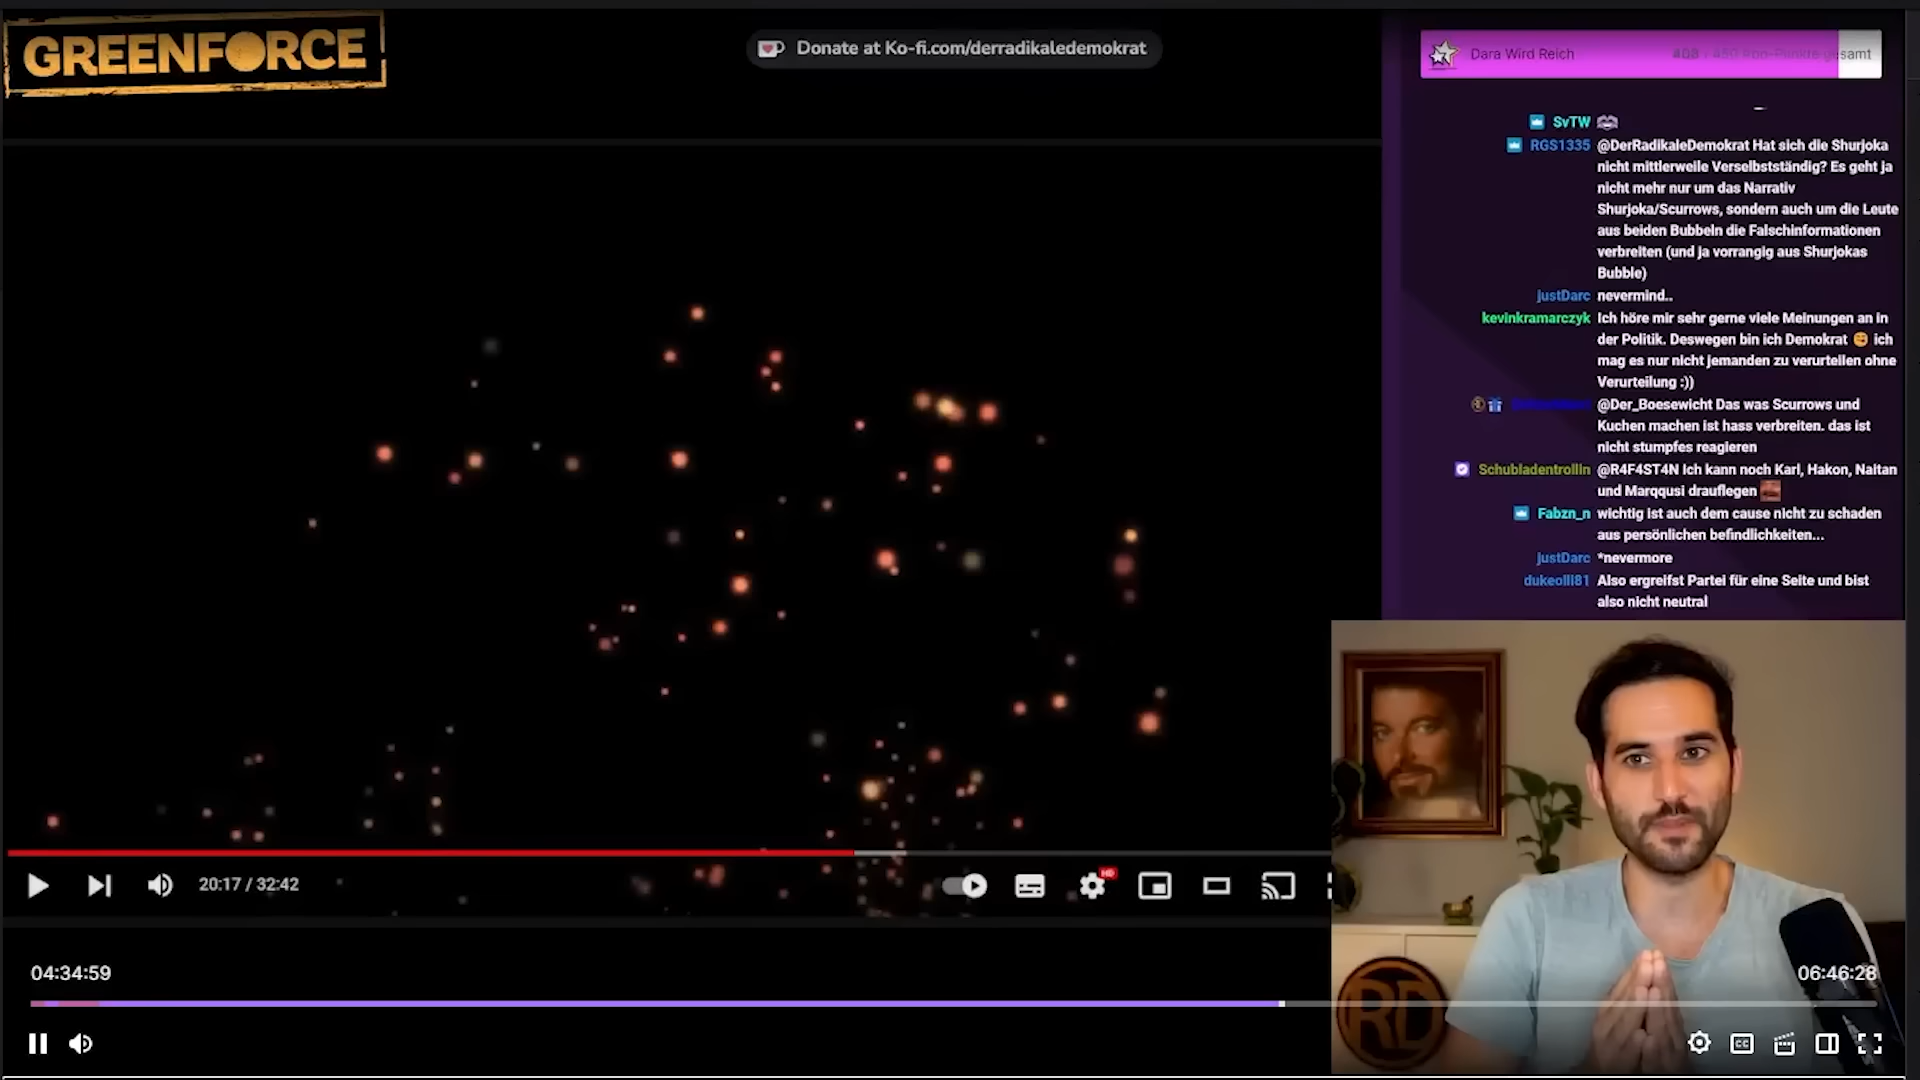 GREENFORCE
Donate at Ko-fi.com/derradikaledemokrat
Dara Wird Reich
gesamt
SvTW
RGS1335 @DerRadikaleDemokrat Hat sich die Shurjoka
nicht mittlerweile Verselbstständig? Es geht ja
nicht mehr nur um das Narrativ
Shurjoka/Scurrows, sondern auch um die Leute
aus beiden Bubbeln die Falschinformationen
verbreiten (und ja vorrangig aus Shurjokas
Bubble)
justDarc nevermind..
kevinkramarczyk Ich höre mir sehr gerne viele Meinungen an in
der Politik. Deswegen bin ich Demokrat 😋 ich
mag es nur nicht jemanden zu verurteilen ohne
Verurteilung :))
@Der_Boesewicht Das was Scurrows und
Kuchen machen ist hass verbreiten. das ist
nicht stumpfes reagieren
Schubladentrollin @R4F4ST4N Ich kann noch Karl, Hakon, Naitan
und Marqqusi drauflegen
Fabzn_n wichtig ist auch dem cause nicht zu schaden
aus persönlichen befindlichkeiten...
justDarc *nevermore
dukeolli81 Also ergreifst Partei für eine Seite und bist
also nicht neutral
20:17 / 32:42
HD
04:34:59
06:46:28
RD
CC